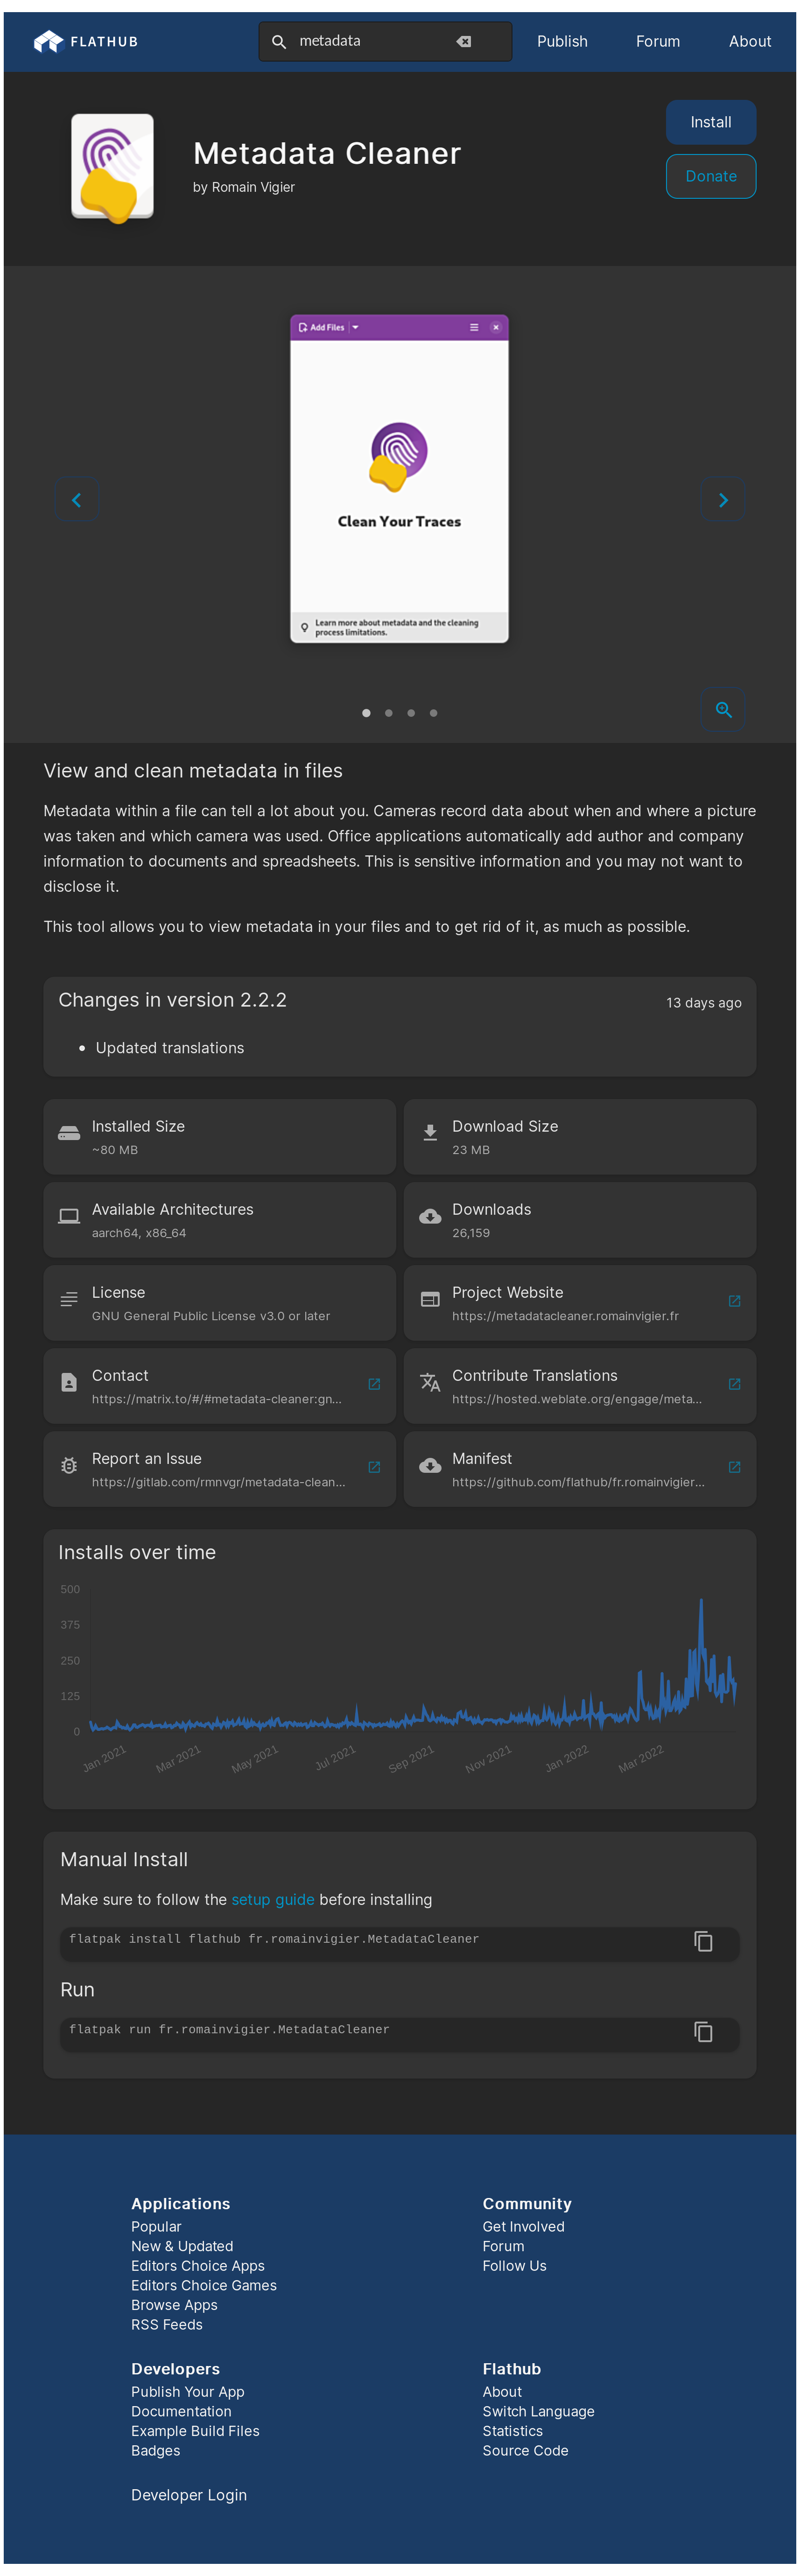 FLATHUB
metadata
Publish
Forum
About
Metadata Cleaner
by Romain Vigier
Install
Donate
Add Files
Clean Your Traces
Learn more about metadata and the cleaning
process limitations.
View and clean metadata in files
Metadata within a file can tell a lot about you. Cameras record data about when and where a picture
was taken and which camera was used. Office applications automatically add author and company
information to documents and spreadsheets. This is sensitive information and you may not want to
disclose it.
This tool allows you to view metadata in your files and to get rid of it, as much as possible.
Changes in version 2.2.2
13 days ago
• Updated translations
Installed Size
~80 MB
Download Size
23 MB
Available Architectures
aarch64, x86_64
Downloads
26,159
License
GNU General Public License v3.0 or later
Project Website
https://metadatacleaner.romainvigier.fr
Contact
https://matrix.to/#/#metadata-cleaner:gn...
Contribute Translations
https://hosted.weblate.org/engage/meta...
Report an Issue
https://gitlab.com/rmnvgr/metadata-clean...
Manifest
https://github.com/flathub/fr.romainvigier...
Installs over time
500
375
250
125
0
Jan 2021
Mar 2021
May 2021
Jul 2021
Sep 2021
Nov 2021
Jan 2022
Mar 2022
Manual Install
Make sure to follow the setup guide before installing
flatpak install flathub fr.romainvigier.MetadataCleaner
Run
flatpak run fr.romainvigier.MetadataCleaner
Applications
Popular
New & Updated
Editors Choice Apps
Editors Choice Games
Browse Apps
RSS Feeds
Community
Get Involved
Forum
Follow Us
Developers
Publish Your App
Documentation
Example Build Files
Badges
Flathub
About
Switch Language
Statistics
Source Code
Developer Login